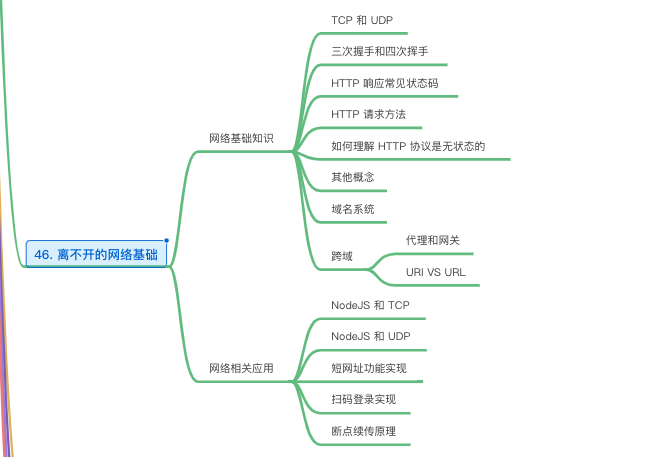 46. 离不开的网络基础
网络基础知识
TCP 和 UDP
三次握手和四次挥手
HTTP 响应常见状态码
HTTP 请求方法
如何理解 HTTP 协议是无状态的
其他概念
域名系统
跨域
代理和网关
URI VS URL
网络相关应用
NodeJS 和 TCP
NodeJS 和 UDP
短网址功能实现
扫码登录实现
断点续传原理